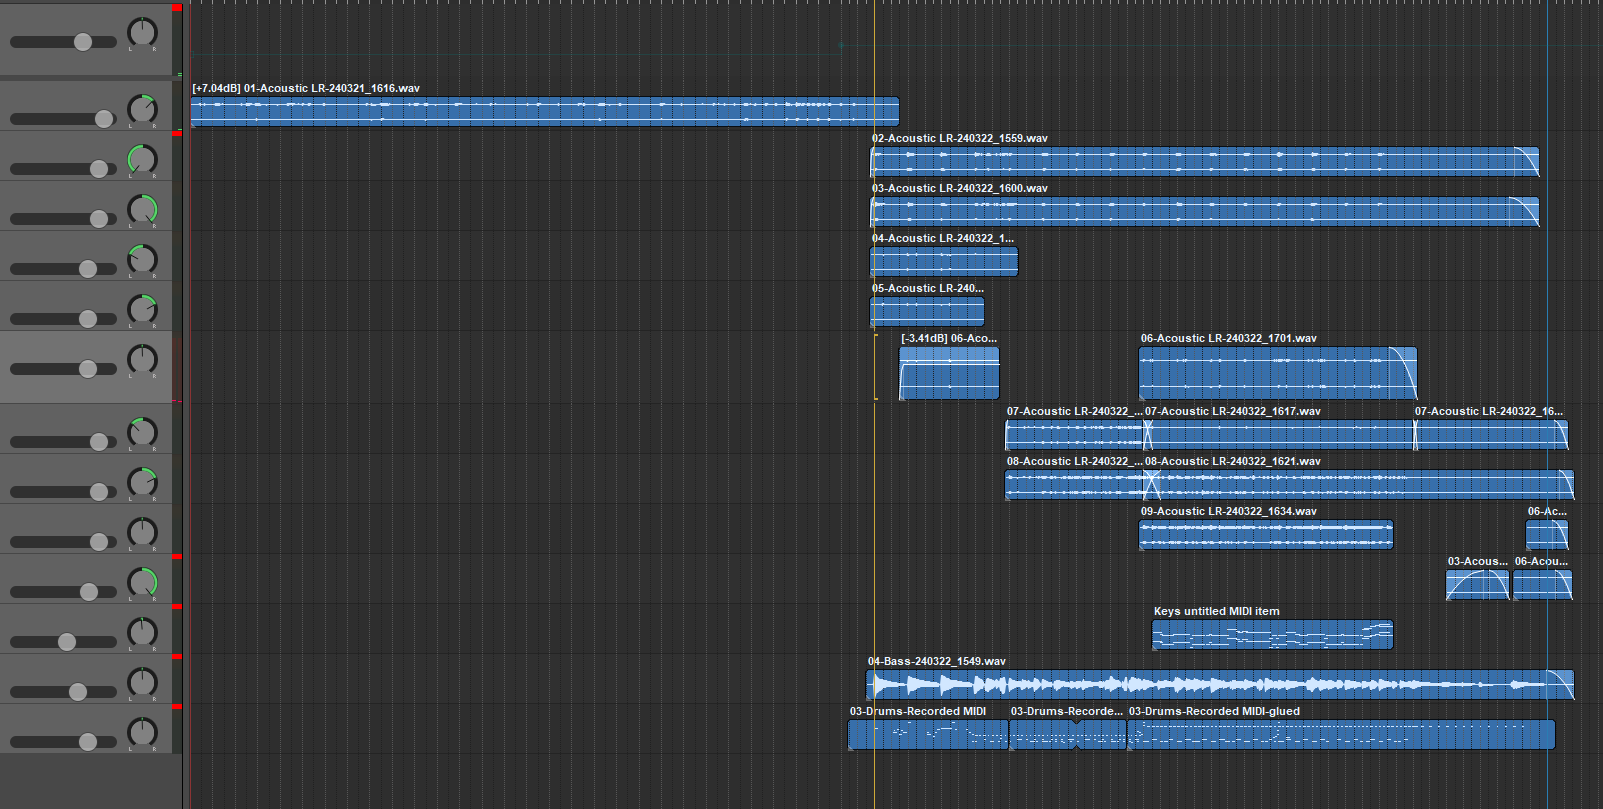 [+7.04dB] 01-Acoustic LR-240321_1616.wav
02-Acoustic LR-240322_1559.wav
03-Acoustic LR-240322_1600.wav
04-Acoustic LR-240322_1...
05-Acoustic LR-240...
[-3.41dB] 06-Aco...
06-Acoustic LR-240322_1701.wav
07-Acoustic LR-240322_...
07-Acoustic LR-240322_1617.wav
07-Acoustic LR-240322_16...
08-Acoustic LR-240322_...
08-Acoustic LR-240322_1621.wav
09-Acoustic LR-240322_1634.wav
06-Ac...
03-Acous...
06-Acou...
Keys untitled MIDI item
04-Bass-240322_1549.wav
03-Drums-Recorded MIDI
03-Drums-Recorde...
03-Drums-Recorded MIDI-glued
L R
L R
L R
L R
L R
L R
L R
L R
L R
L R
L R
L R
L R
L R